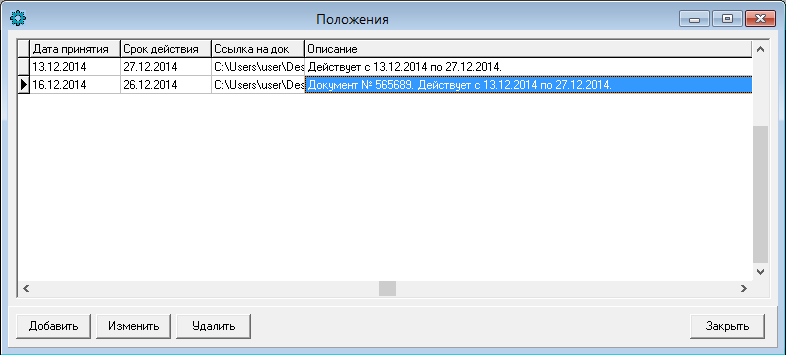 Положения
Дата принятия Срок действия Ссылка на док Описание
13.12.2014 27.12.2014 C:\Users\user\Des Действует с 13.12.2014 по 27.12.2014.
16.12.2014 26.12.2014 C:\Users\user\Des Документ № 565689. Действует с 13.12.2014 по 27.12.2014.
Добавить Изменить Удалить Закрыть